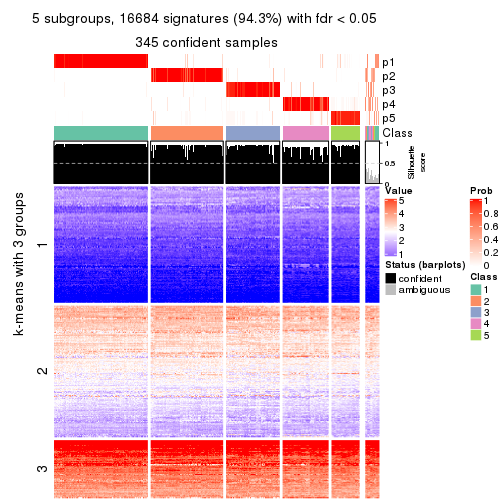 5 subgroups, 16684 signatures (94.3%) with fdr < 0.05
345 confident samples
p1
p2
p3
p4
p5
Class
1
0.5
0
Silhouette
score
k-means with 3 groups
1
2
3
Value
5
4
3
2
1
Status (barplots)
confident
ambiguous
Prob
1
0.8
0.6
0.4
0.2
0
Class
1
2
3
4
5